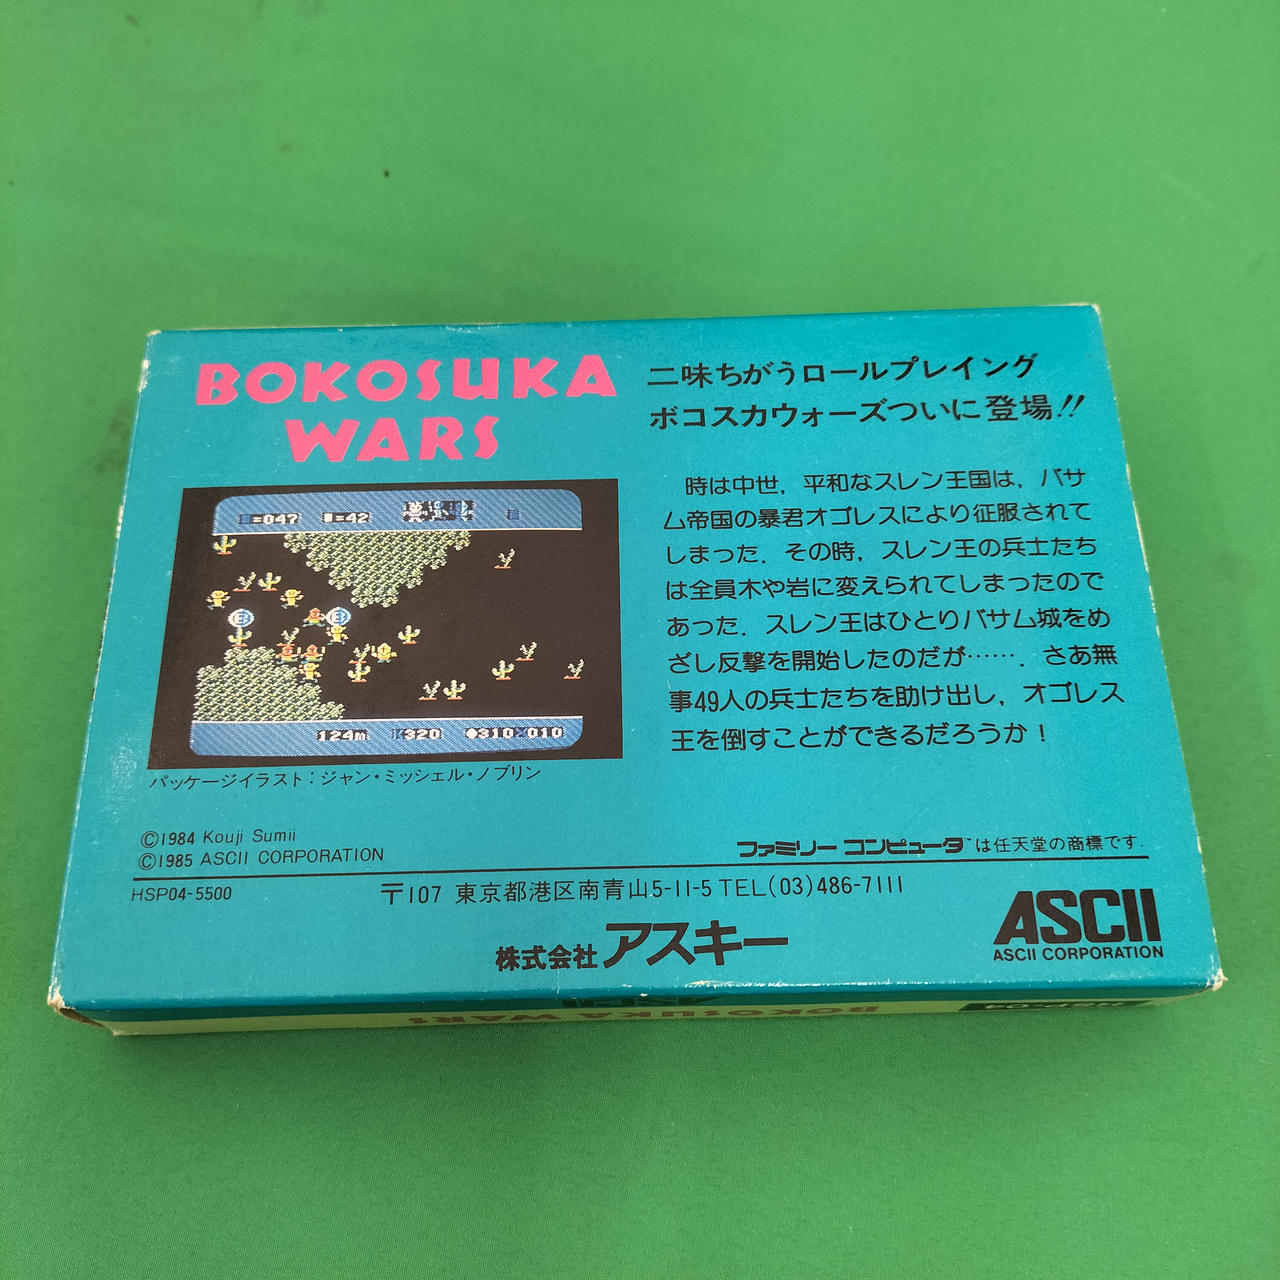 BOKOSUKA
WARS
二味ちがうロールプレイング
ボコスカウォーズついに登場!!
時は中世，平和なスレン王国は，バサ
ム帝国の暴君オゴレスにより征服されて
しまった．その時，スレン王の兵士たち
は全員木や岩に変えられてしまったので
あった．スレン王はひとりバサム城をめ
ざし反撃を開始したのだが……．さあ無
事49人の兵士たちを助け出し，オゴレス
王を倒すことができるだろうか！
=047 =42
124m 320 310 010
パッケージイラスト：ジャン・ミッシェル・ノブリン
©1984 Kouji Sumii
©1985 ASCII CORPORATION
ファミリーコンピュータ™は任天堂の商標です.
HSP04-5500
〒107 東京都港区南青山5-11-5 TEL(03)486-7111
株式会社アスキー
ASCII
ASCII CORPORATION
ASCII
BOKOSUKA WARS